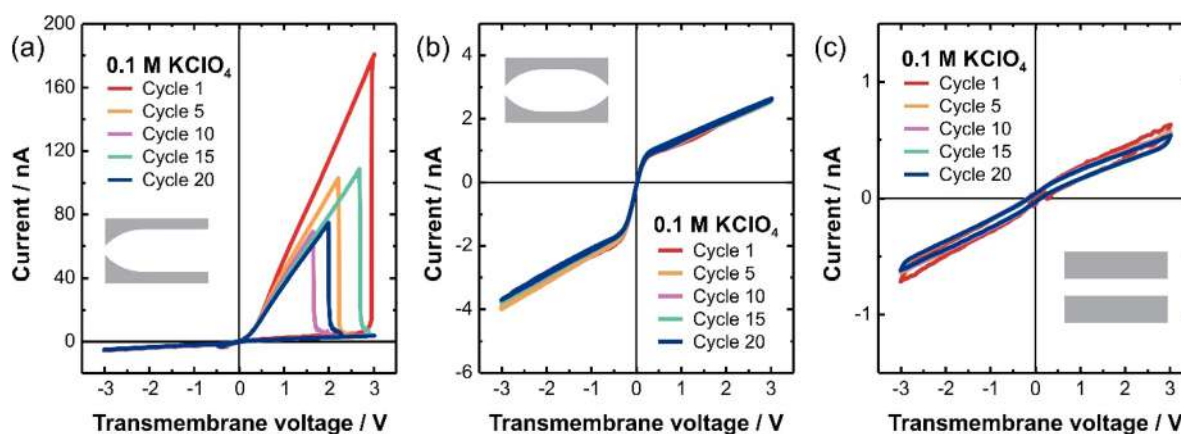 (a)
0.1 M KClO₄
Cycle 1
Cycle 5
Cycle 10
Cycle 15
Cycle 20
200
160
120
80
40
0
-3 -2 -1 0 1 2 3
Current / nA
Transmembrane voltage / V
(b)
0.1 M KClO₄
Cycle 1
Cycle 5
Cycle 10
Cycle 15
Cycle 20
4
2
0
-2
-4
-6
-3 -2 -1 0 1 2 3
Current / nA
Transmembrane voltage / V
(c)
0.1 M KClO₄
Cycle 1
Cycle 5
Cycle 10
Cycle 15
Cycle 20
1
0
-1
-3 -2 -1 0 1 2 3
Current / nA
Transmembrane voltage / V